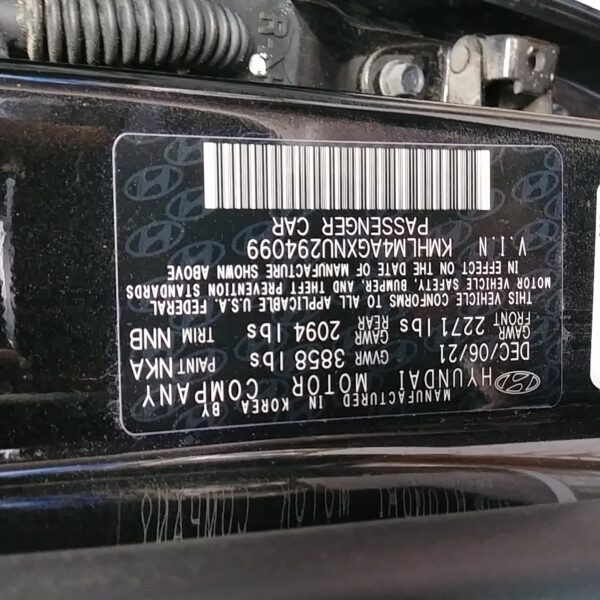 MANUFACTURED IN KOREA BY
HYUNDAI MOTOR COMPANY
DEC/06/21 GVWR 3858 lbs PAINT NKA
GAWR FRONT 2271 lbs GAWR REAR 2094 lbs TRIM NNB
THIS VEHICLE CONFORMS TO ALL APPLICABLE U.S.A. FEDERAL
MOTOR VEHICLE SAFETY, BUMPER, AND THEFT PREVENTION STANDARDS
IN EFFECT ON THE DATE OF MANUFACTURE SHOWN ABOVE
V.I.N KMHLM4AGXNU294099
PASSENGER CAR